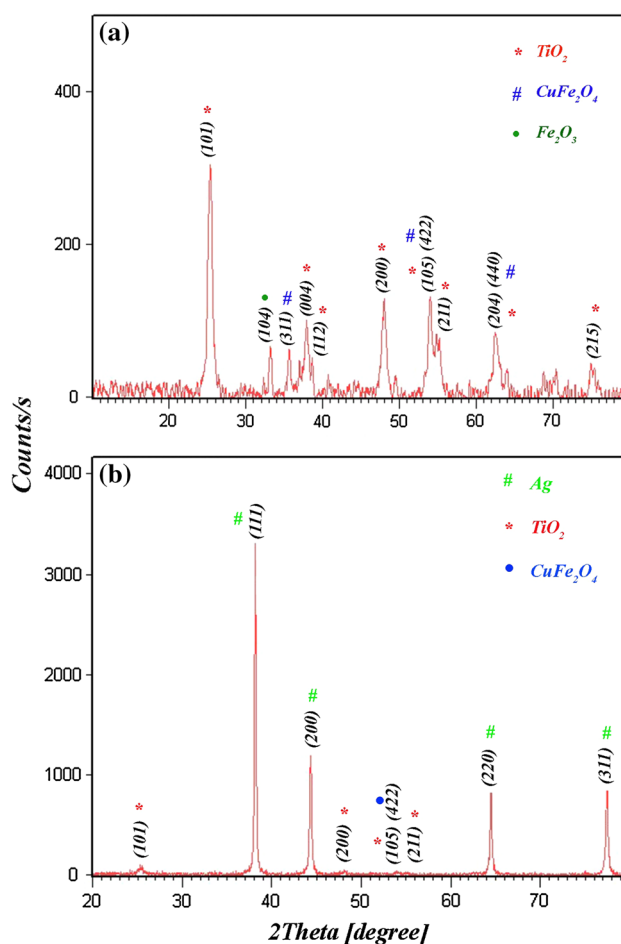 (a)
* TiO₂
# CuFe₂O₄
• Fe₂O₃
400
200
0
* (101)
• (104)
# (311)
* (004)
* (112)
* (200)
# * (105) (422)
* (211)
# * (204) (440)
* (215)
20 30 40 50 60 70
Counts/s
(b)
# Ag
* TiO₂
• CuFe₂O₄
4000
3000
2000
1000
0
* (101)
# (111)
# (200)
* (200)
• * (105) (422)
* (211)
# (220)
# (311)
20 30 40 50 60 70
2Theta [degree]